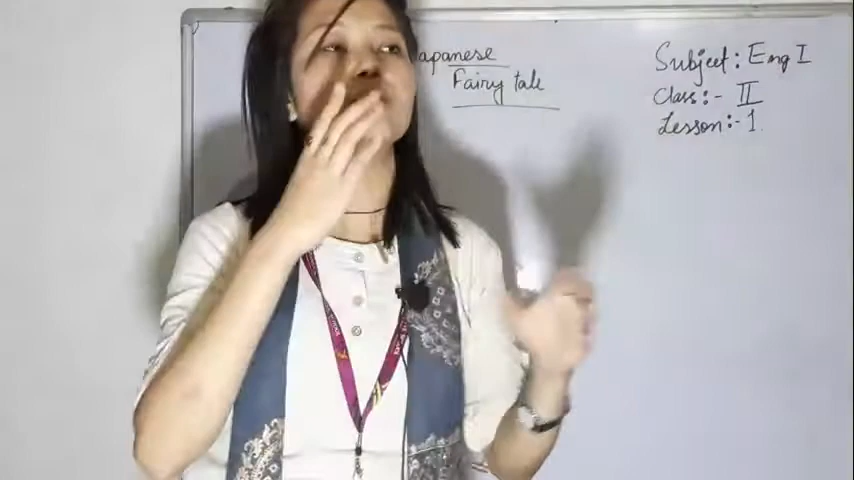 apanese
Fairy tale
Subject: Eng I
Class:- II
Lesson:- 1